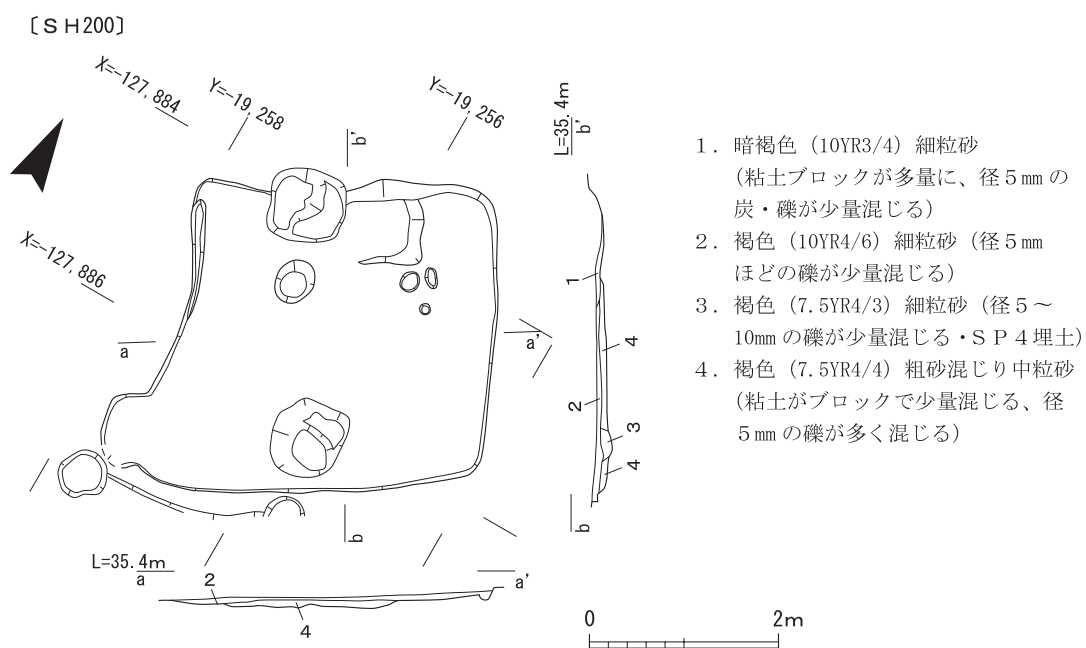 〔ＳＨ200〕
X=-127,884
Y=-19,258
Y=-19,256
X=-127,886
b'
L=35.4m
b'
a
a'
b
1
4
2
3
4
b
L=35.4m
a
a'
2
4
0 2m
１．暗褐色（10YR3/4）細粒砂
（粘土ブロックが多量に、径５㎜の
炭・礫が少量混じる）
２．褐色（10YR4/6）細粒砂（径５㎜
ほどの礫が少量混じる）
３．褐色（7.5YR4/3）細粒砂（径５～
10㎜の礫が少量混じる・ＳＰ４埋土）
４．褐色（7.5YR4/4）粗砂混じり中粒砂
（粘土がブロックで少量混じる、径
５㎜の礫が多く混じる）